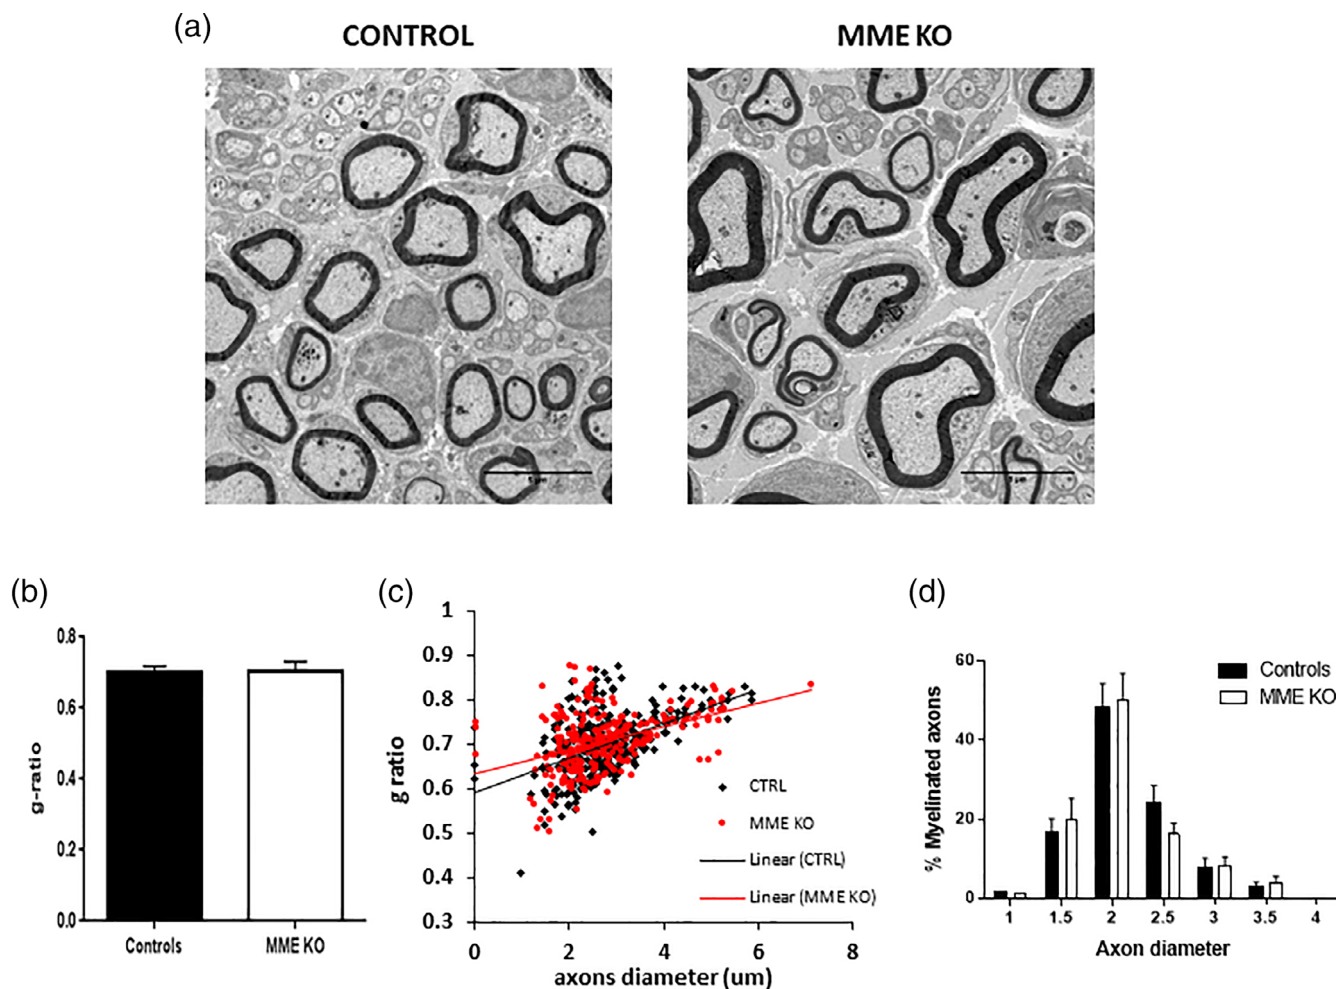 (a)
CONTROL
MME KO
5 µm
(b)
0.8
0.6
0.4
0.2
0.0
g-ratio
Controls
MME KO
(c)
1
0.9
0.8
0.7
0.6
0.5
0.4
0.3
g ratio
CTRL
MME KO
Linear (CTRL)
Linear (MME KO)
0 2 4 6 8
axons diameter (um)
(d)
60
40
20
0
% Myelinated axons
Controls
MME KO
1 1.5 2 2.5 3 3.5 4
Axon diameter